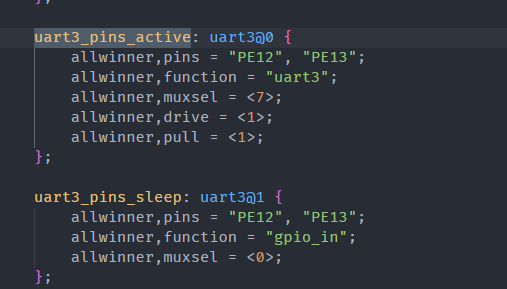 };
uart3_pins_active: uart3@0 {
    allwinner,pins = "PE12", "PE13";
    allwinner,function = "uart3";
    allwinner,muxsel = <7>;
    allwinner,drive = <1>;
    allwinner,pull = <1>;
};
uart3_pins_sleep: uart3@1 {
    allwinner,pins = "PE12", "PE13";
    allwinner,function = "gpio_in";
    allwinner,muxsel = <0>;
};